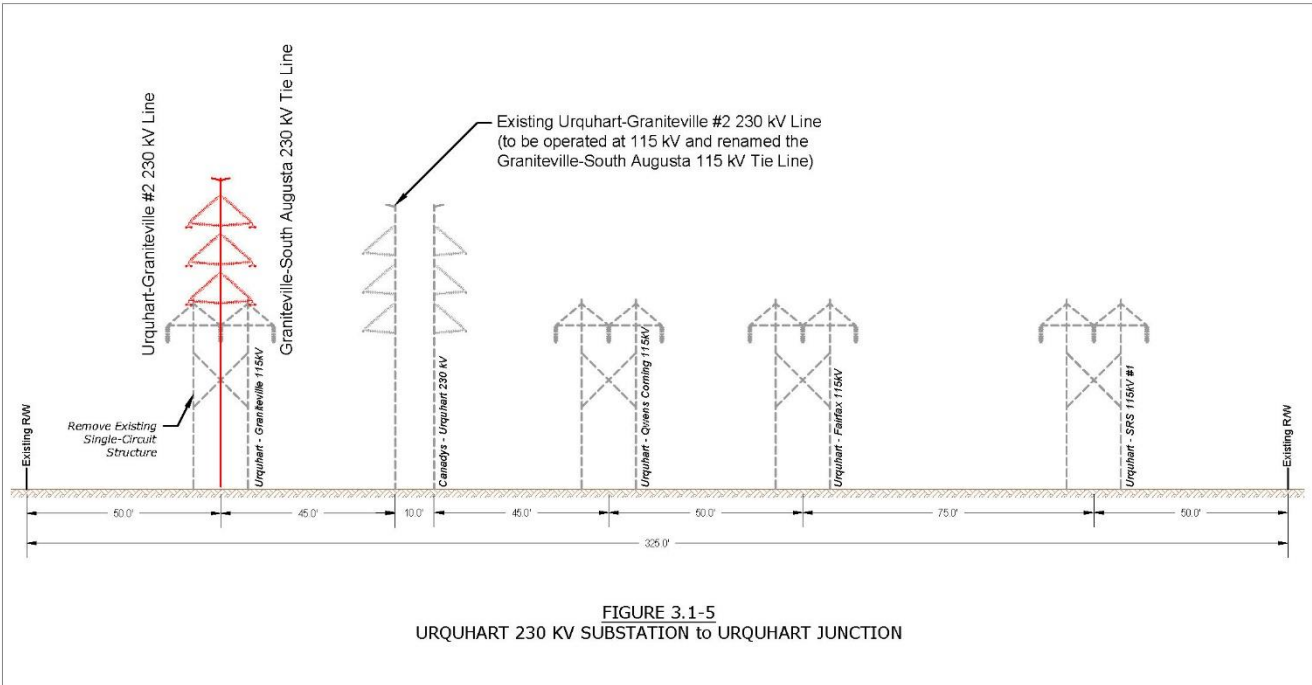 Urquhart-Graniteville #2 230 kV Line
Graniteville-South Augusta 230 kV Tie Line
Existing Urquhart-Graniteville #2 230 kV Line
(to be operated at 115 kV and renamed the
Graniteville-South Augusta 115 kV Tie Line)
Remove Existing
Single-Circuit
Structure
Existing R/W
Urquhart - Graniteville 115kV
Canadys - Urquhart 230 kV
Urquhart - Owens Corning 115kV
Urquhart - Fairfax 115kV
Urquhart - SRS 115kV #1
Existing R/W
50.0'
45.0'
10.0'
45.0'
50.0'
75.0'
50.0'
325.0'
FIGURE 3.1-5
URQUHART 230 KV SUBSTATION to URQUHART JUNCTION